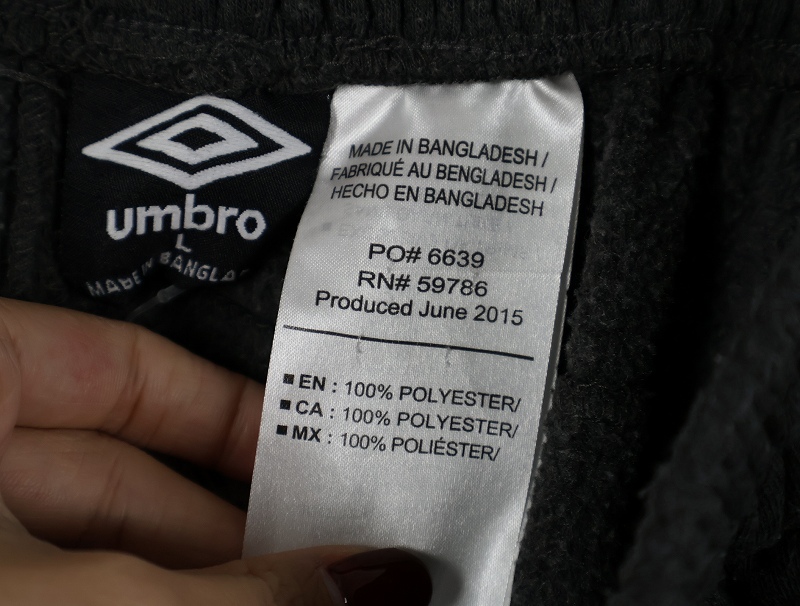 umbro
L
MADE IN BANGLA
MADE IN BANGLADESH /
FABRIQUÉ AU BENGLADESH /
HECHO EN BANGLADESH
PO# 6639
RN# 59786
Produced June 2015
■ EN : 100% POLYESTER/
■ CA : 100% POLYESTER/
■ MX : 100% POLIÉSTER/